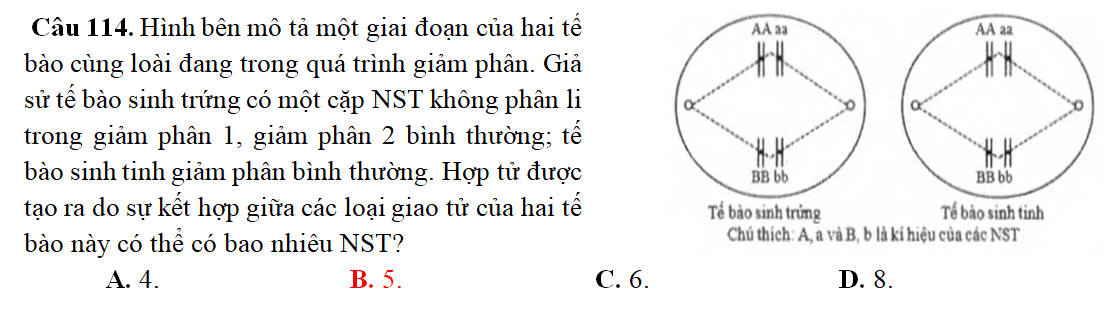 Câu 114. Hình bên mô tả một giai đoạn của hai tế
bào cùng loài đang trong quá trình giảm phân. Giả
sử tế bào sinh trứng có một cặp NST không phân li
trong giảm phân 1, giảm phân 2 bình thường; tế
bào sinh tinh giảm phân bình thường. Hợp tử được
tạo ra do sự kết hợp giữa các loại giao tử của hai tế
bào này có thể có bao nhiêu NST?
AA aa
BB bb
Tế bào sinh trứng
AA aa
BB bb
Tế bào sinh tinh
Chú thích: A, a và B, b là kí hiệu của các NST
A. 4. B. 5. C. 6. D. 8.